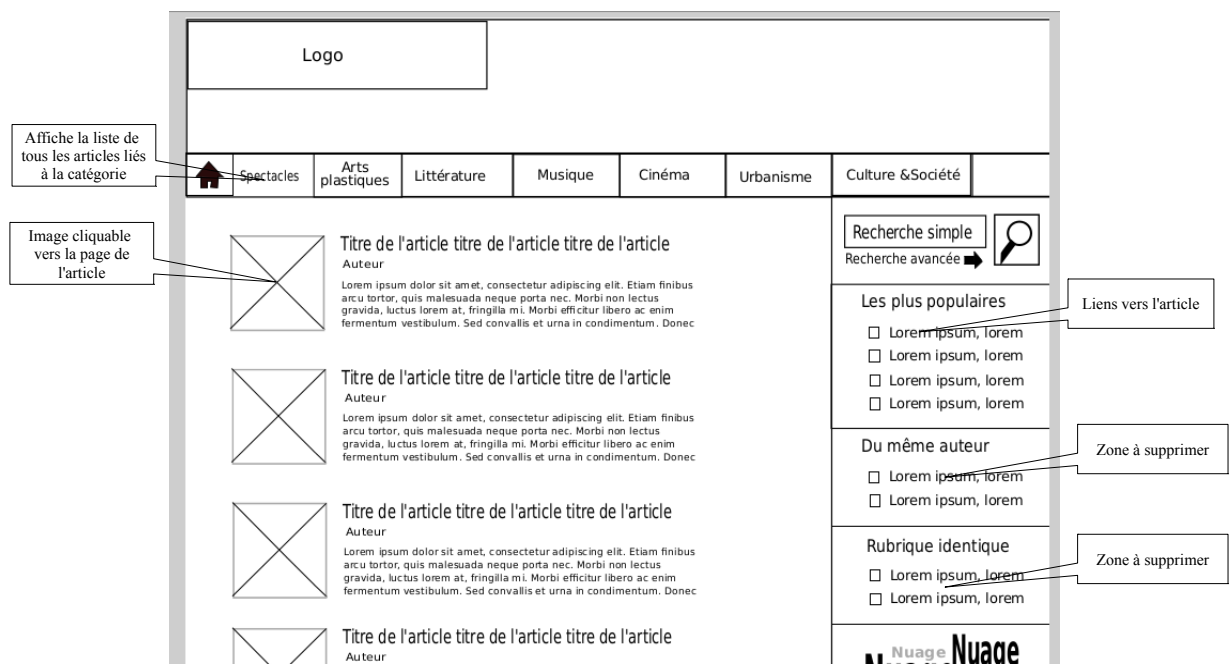 Logo
Affiche la liste de
tous les articles liés
à la catégorie
Spectacles
Arts
plastiques
Littérature
Musique
Cinéma
Urbanisme
Culture &Société
Image cliquable
vers la page de
l'article
Titre de l'article titre de l'article titre de l'article
Auteur
Lorem ipsum dolor sit amet, consectetur adipiscing elit. Etiam finibus
arcu tortor, quis malesuada neque porta nec. Morbi non lectus
gravida, luctus lorem at, fringilla mi. Morbi efficitur libero ac enim
fermentum vestibulum. Sed convallis et urna in condimentum. Donec
Titre de l'article titre de l'article titre de l'article
Auteur
Lorem ipsum dolor sit amet, consectetur adipiscing elit. Etiam finibus
arcu tortor, quis malesuada neque porta nec. Morbi non lectus
gravida, luctus lorem at, fringilla mi. Morbi efficitur libero ac enim
fermentum vestibulum. Sed convallis et urna in condimentum. Donec
Titre de l'article titre de l'article titre de l'article
Auteur
Lorem ipsum dolor sit amet, consectetur adipiscing elit. Etiam finibus
arcu tortor, quis malesuada neque porta nec. Morbi non lectus
gravida, luctus lorem at, fringilla mi. Morbi efficitur libero ac enim
fermentum vestibulum. Sed convallis et urna in condimentum. Donec
Titre de l'article titre de l'article titre de l'article
Auteur
Recherche simple
Recherche avancée
Les plus populaires
Lorem ipsum, lorem
Lorem ipsum, lorem
Lorem ipsum, lorem
Lorem ipsum, lorem
Liens vers l'article
Du même auteur
Lorem ipsum, lorem
Lorem ipsum, lorem
Zone à supprimer
Rubrique identique
Lorem ipsum, lorem
Lorem ipsum, lorem
Zone à supprimer
Nuage Nuage